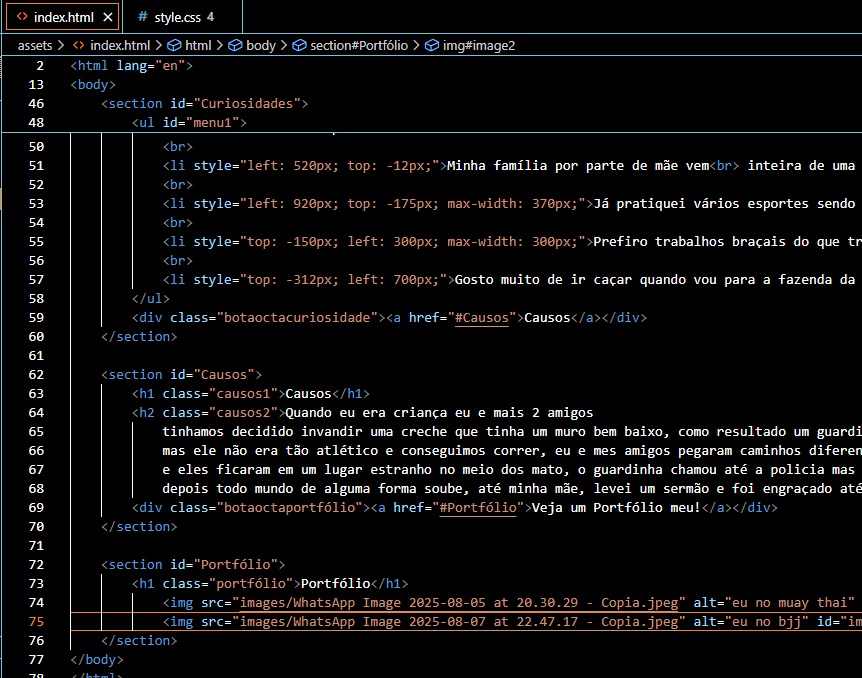 index.html
style.css 4
assets > index.html > html > body > section#Portfólio > img#image2
2 <html lang="en">
13 <body>
46 <section id="Curiosidades">
48 <ul id="menu1">
50 <br>
51 <li style="left: 520px; top: -12px;">Minha família por parte de mãe vem<br> inteira de uma
52 <br>
53 <li style="left: 920px; top: -175px; max-width: 370px;">Já pratiquei vários esportes sendo
54 <br>
55 <li style="top: -150px; left: 300px; max-width: 300px;">Prefiro trabalhos braçais do que tr
56 <br>
57 <li style="top: -312px; left: 700px;">Gosto muito de ir caçar quando vou para a fazenda da
58 </ul>
59 <div class="botaoctacuriosidade"><a href="#Causos">Causos</a></div>
60 </section>
61
62 <section id="Causos">
63 <h1 class="causos1">Causos</h1>
64 <h2 class="causos2">Quando eu era criança eu e mais 2 amigos
65 tinhamos decidido invandir uma creche que tinha um muro bem baixo, como resultado um guardi
66 mas ele não era tão atlético e conseguimos correr, eu e mes amigos pegaram caminhos diferen
67 e eles ficaram em um lugar estranho no meio dos mato, o guardinha chamou até a policia mas
68 depois todo mundo de alguma forma soube, até minha mãe, levei um sermão e foi engraçado até
69 <div class="botaoctaportfólio"><a href="#Portfólio">Veja um Portfólio meu!</a></div>
70 </section>
71
72 <section id="Portfólio">
73 <h1 class="portfólio">Portfólio</h1>
74 <img src="images/WhatsApp Image 2025-08-05 at 20.30.29 - Copia.jpeg" alt="eu no muay thai"
75 <img src="images/WhatsApp Image 2025-08-07 at 22.47.17 - Copia.jpeg" alt="eu no bjj" id="im
76 </section>
77 </body>
78 </html>